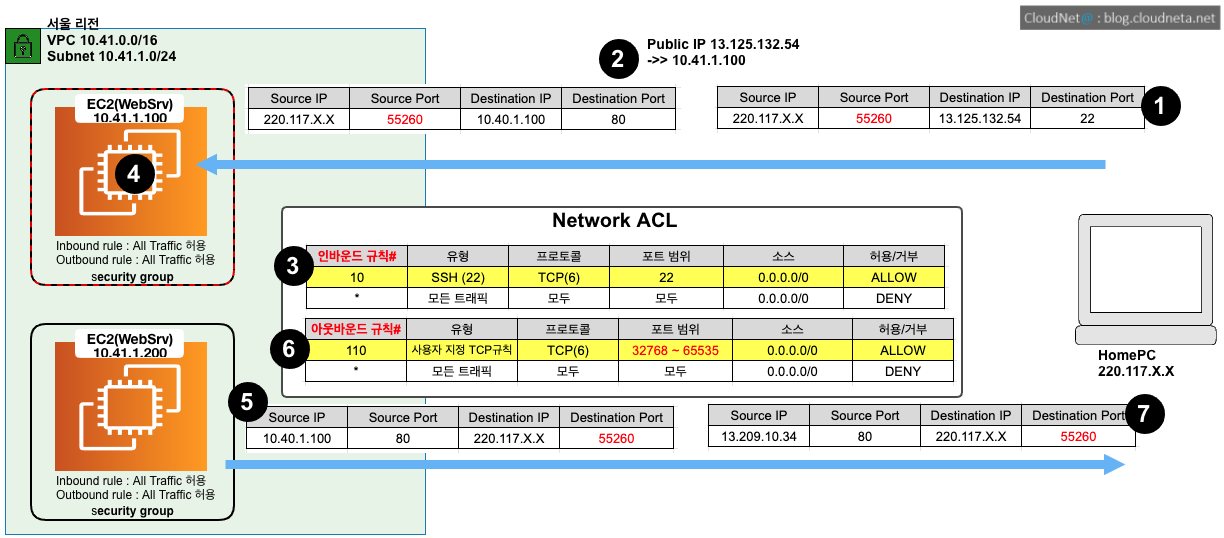 CloudNet@ : blog.cloudneta.net
서울 리전
VPC 10.41.0.0/16
Subnet 10.41.1.0/24
2
Public IP 13.125.132.54
->> 10.41.1.100
Source IP Source Port Destination IP Destination Port
220.117.X.X 55260 10.40.1.100 80
Source IP Source Port Destination IP Destination Port
220.117.X.X 55260 13.125.132.54 22
1
EC2(WebSrv)
10.41.1.100
4
Inbound rule : All Traffic 허용
Outbound rule : All Traffic 허용
security group
Network ACL
3
인바운드 규칙# 유형 프로토콜 포트 범위 소스 허용/거부
10 SSH (22) TCP(6) 22 0.0.0.0/0 ALLOW
* 모든 트래픽 모두 모두 0.0.0.0/0 DENY
6
아웃바운드 규칙# 유형 프로토콜 포트 범위 소스 허용/거부
110 사용자 지정 TCP규칙 TCP(6) 32768 ~ 65535 0.0.0.0/0 ALLOW
* 모든 트래픽 모두 모두 0.0.0.0/0 DENY
HomePC
220.117.X.X
EC2(WebSrv)
10.41.1.200
Inbound rule : All Traffic 허용
Outbound rule : All Traffic 허용
security group
5
Source IP Source Port Destination IP Destination Port
10.40.1.100 80 220.117.X.X 55260
Source IP Source Port Destination IP Destination Port
13.209.10.34 80 220.117.X.X 55260
7